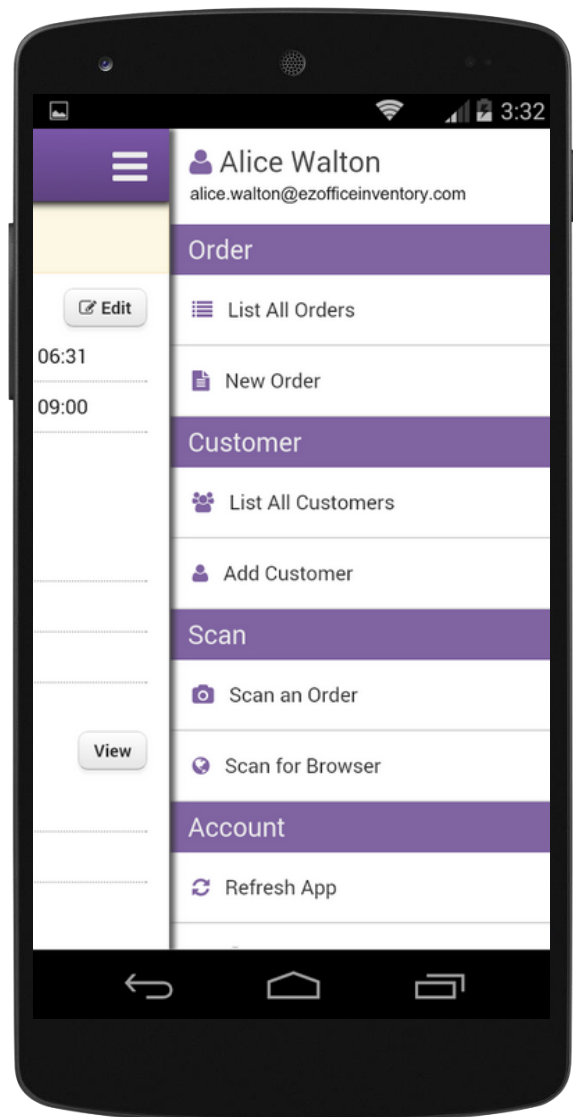 3:32
Alice Walton
alice.walton@ezofficeinventory.com
Order
Edit
List All Orders
06:31
New Order
09:00
Customer
List All Customers
Add Customer
Scan
Scan an Order
View
Scan for Browser
Account
Refresh App